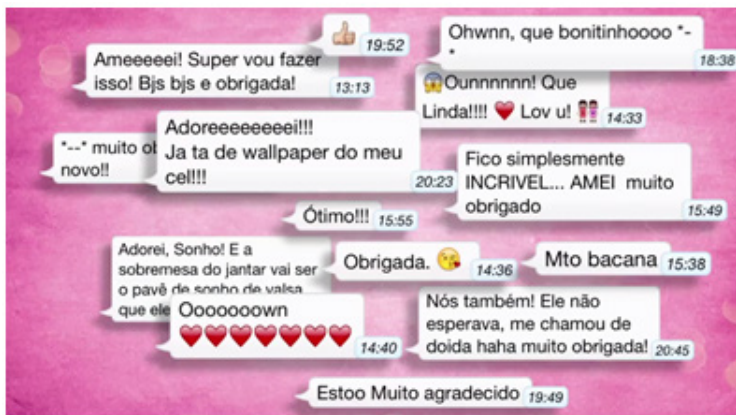 👍 19:52
Ameeeeei! Super vou fazer
isso! Bjs bjs e obrigada! 13:13
Ohwnn, que bonitinhoooo *-
*
18:38
😱Ounnnnnn! Que
Linda!!!! ❤ Lov u! 👭 14:33
*--* muito
novo!!
Adoreeeeeeeei!!!
Ja ta de wallpaper do meu
cel!!! 20:23
Fico simplesmente
INCRIVEL... AMEI muito
obrigado 15:49
Ótimo!!! 15:55
Adorei, Sonho! E a
sobremesa do jantar vai ser
o pavê de sonho de valsa
que ele
Obrigada. 😘 14:36
Mto bacana 15:38
Ooooooown
❤❤❤❤❤❤❤ 14:40
Nós também! Ele não
esperava, me chamou de
doida haha muito obrigada! 20:45
Estoo Muito agradecido 19:49